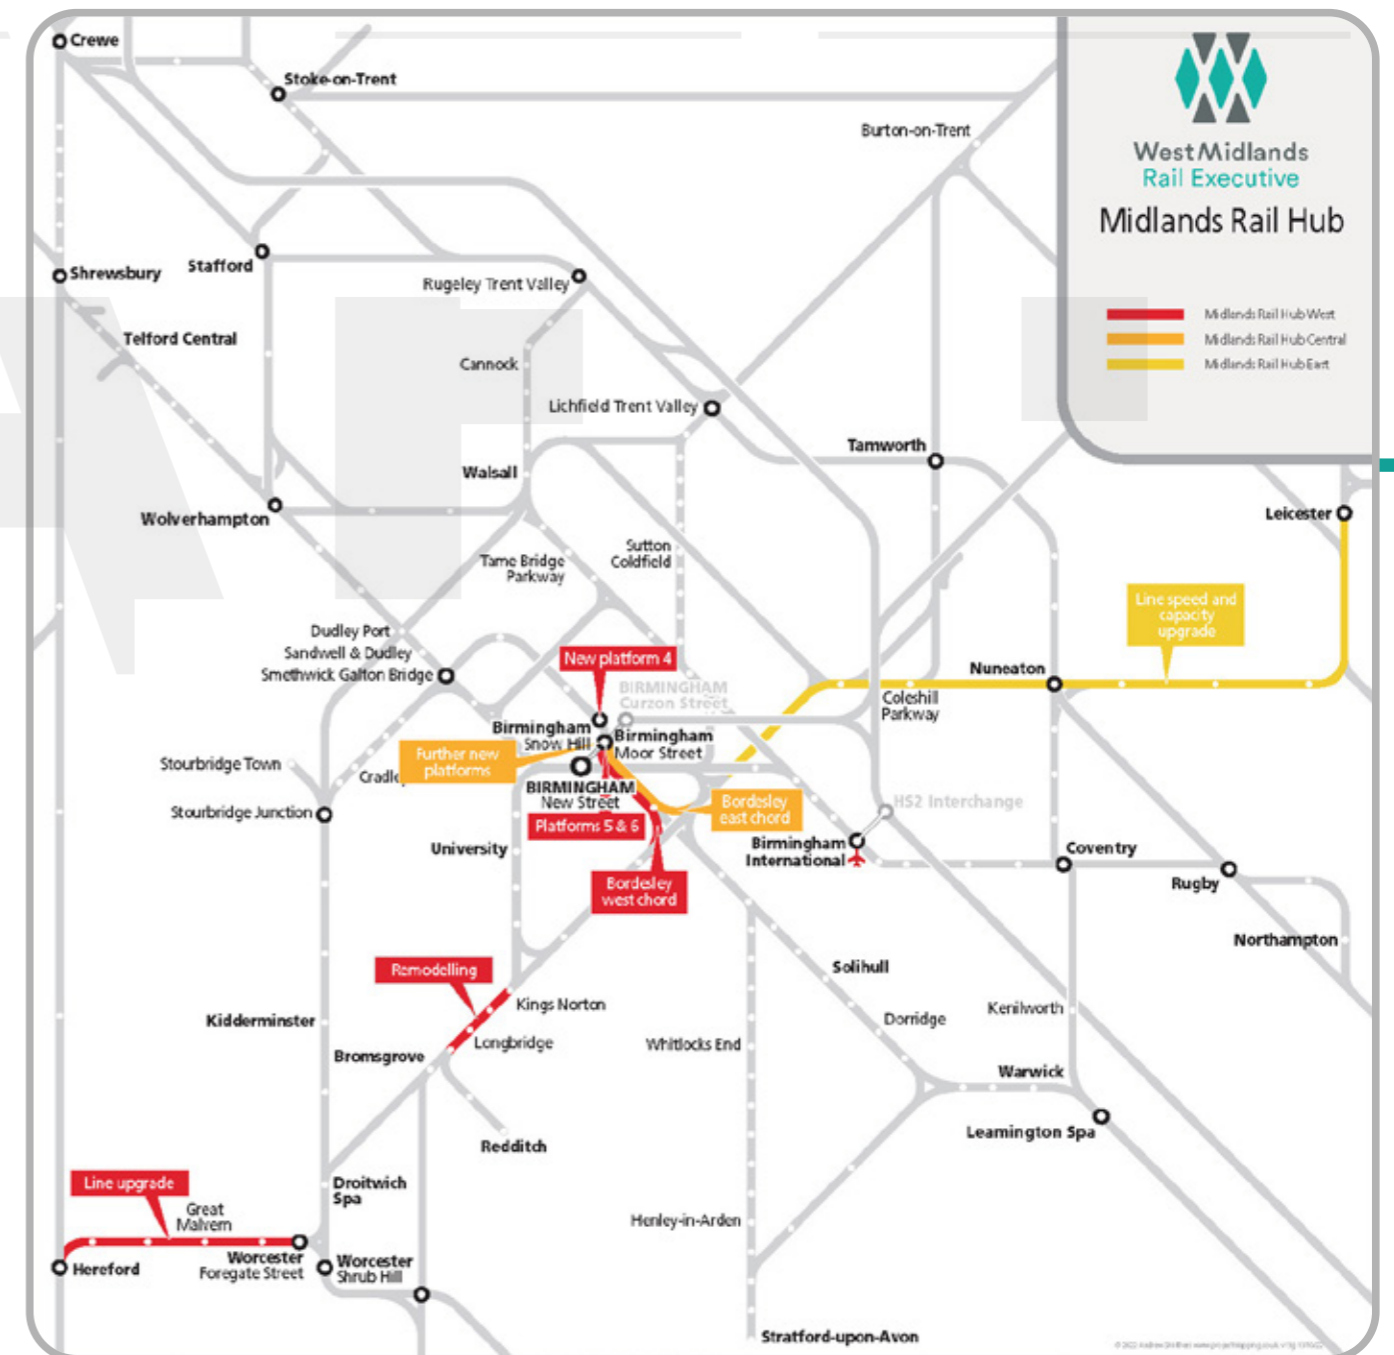 Crewe
Stoke-on-Trent
Burton-on-Trent
West Midlands
Rail Executive
Midlands Rail Hub
Midlands Rail Hub West
Midlands Rail Hub Central
Midlands Rail Hub East
Shrewsbury
Stafford
Rugeley Trent Valley
Telford Central
Cannock
Lichfield Trent Valley
Tamworth
Walsall
Wolverhampton
Leicester
Tame Bridge
Parkway
Sutton
Coldfield
Line speed and
capacity
upgrade
Dudley Port
Sandwell & Dudley
Smethwick Galton Bridge
New platform 4
Nuneaton
BIRMINGHAM
Curzon Street
Coleshill
Parkway
Birmingham
Snow Hill
Birmingham
Moor Street
Further new
platforms
Stourbridge Town
Cradle
BIRMINGHAM
New Street
Bordesley
east chord
HS2 Interchange
Stourbridge Junction
Platforms 5 & 6
University
Birmingham
International
Coventry
Rugby
Bordesley
west chord
Northampton
Remodelling
Solihull
Kings Norton
Kidderminster
Dorridge
Kenilworth
Longbridge
Whitlocks End
Bromsgrove
Warwick
Leamington Spa
Redditch
Line upgrade
Droitwich
Spa
Great
Malvern
Henley-in-Arden
Hereford
Worcester
Foregate Street
Worcester
Shrub Hill
Stratford-upon-Avon